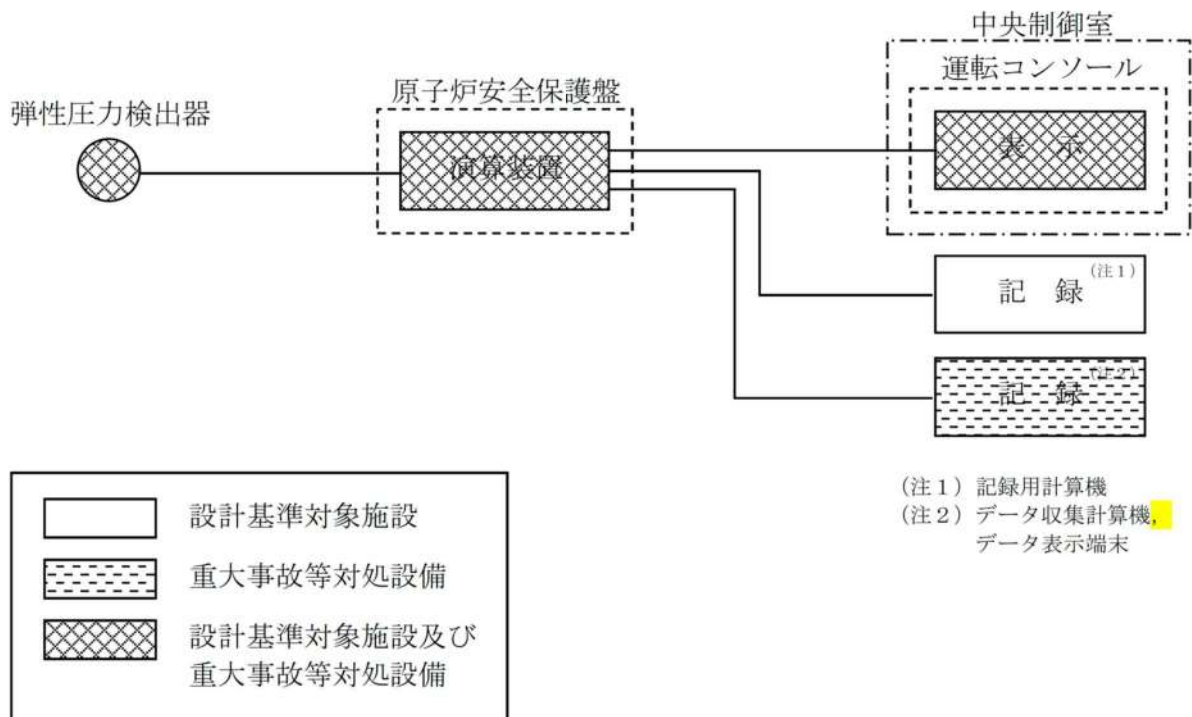 中央制御室
運転コンソール
原子炉安全保護盤
弾性圧力検出器
演算装置
表　示
記　録（注１）
記　録（注２）
（注１）記録用計算機
（注２）データ収集計算機，
データ表示端末
設計基準対象施設
重大事故等対処設備
設計基準対象施設及び
重大事故等対処設備